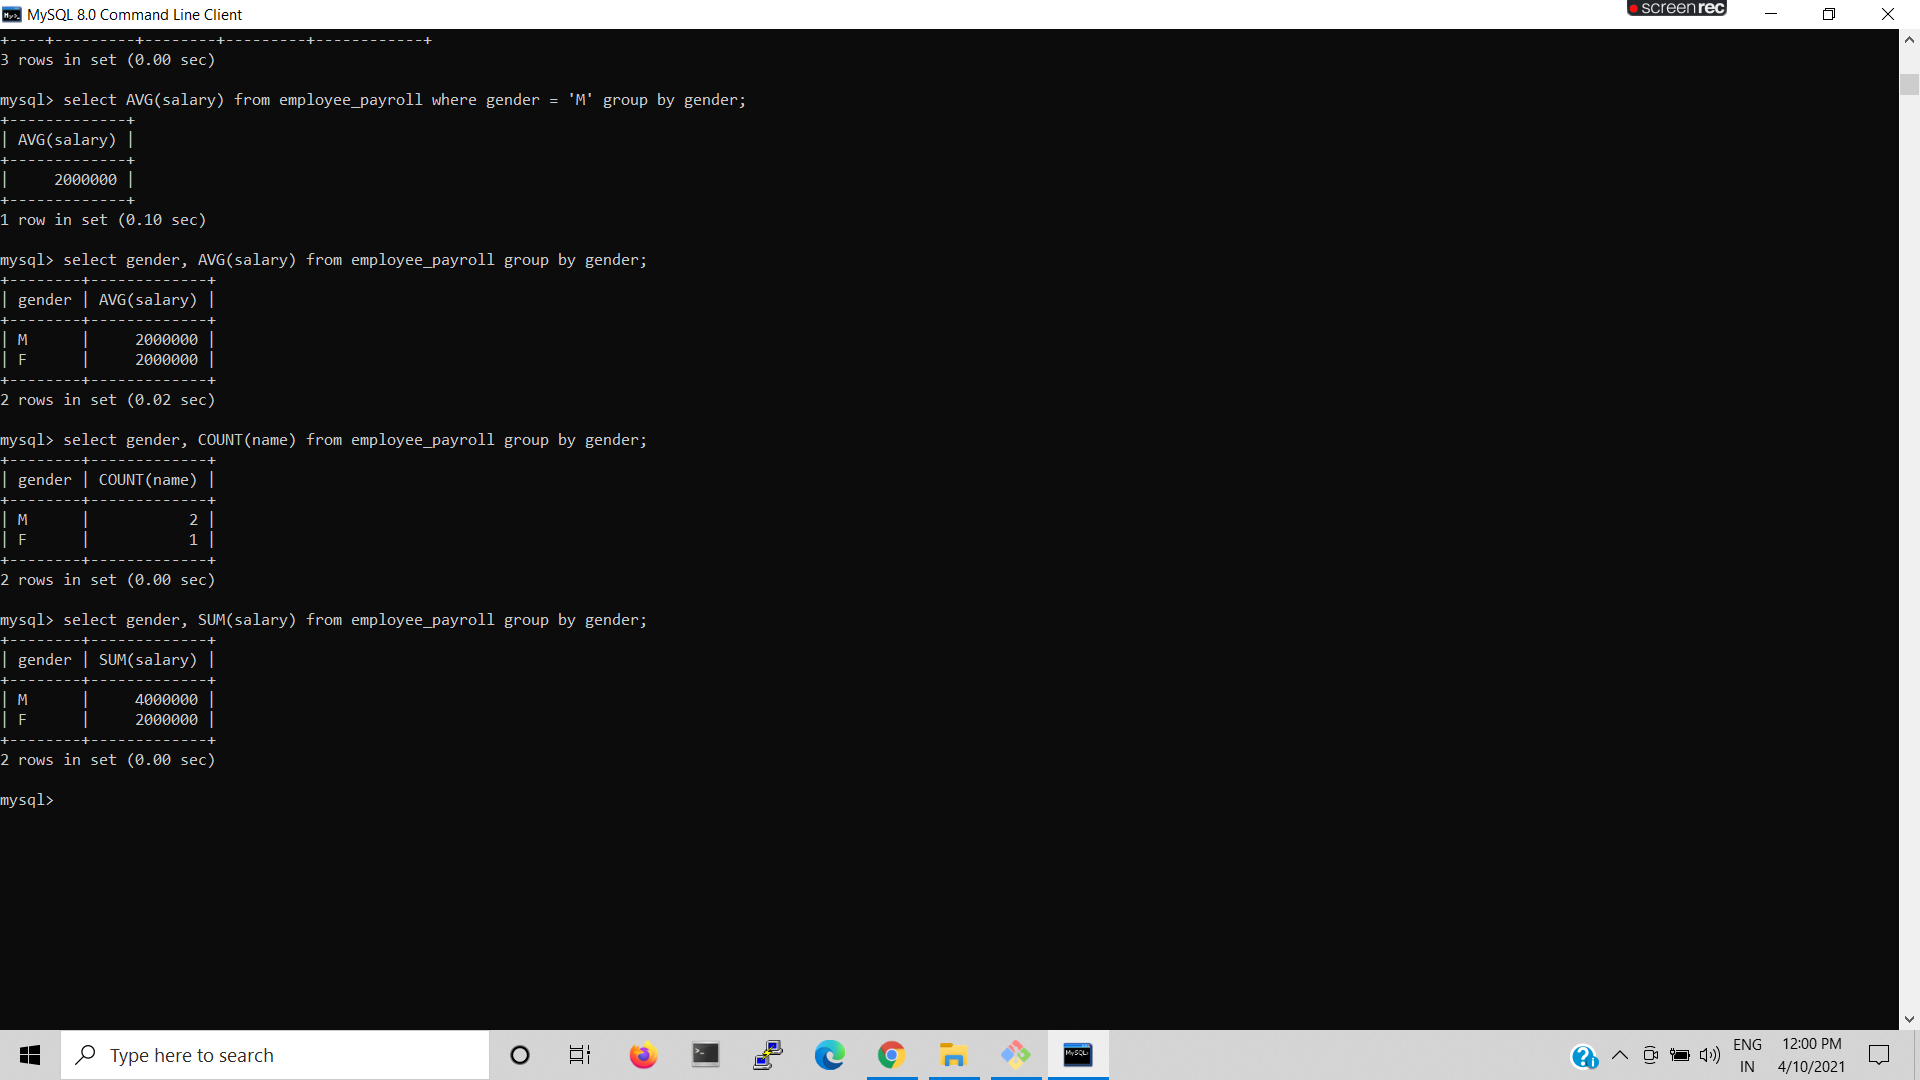 MySQL 8.0 Command Line Client
screenrec
+----+---------+--------+---------+------------+
3 rows in set (0.00 sec)
mysql> select AVG(salary) from employee_payroll where gender = 'M' group by gender;
+-------------+
| AVG(salary) |
+-------------+
|     2000000 |
+-------------+
1 row in set (0.10 sec)
mysql> select gender, AVG(salary) from employee_payroll group by gender;
+--------+-------------+
| gender | AVG(salary) |
+--------+-------------+
| M      |     2000000 |
| F      |     2000000 |
+--------+-------------+
2 rows in set (0.02 sec)
mysql> select gender, COUNT(name) from employee_payroll group by gender;
+--------+-------------+
| gender | COUNT(name) |
+--------+-------------+
| M      |           2 |
| F      |           1 |
+--------+-------------+
2 rows in set (0.00 sec)
mysql> select gender, SUM(salary) from employee_payroll group by gender;
+--------+-------------+
| gender | SUM(salary) |
+--------+-------------+
| M      |     4000000 |
| F      |     2000000 |
+--------+-------------+
2 rows in set (0.00 sec)
mysql>
Type here to search
ENG
IN
12:00 PM
4/10/2021